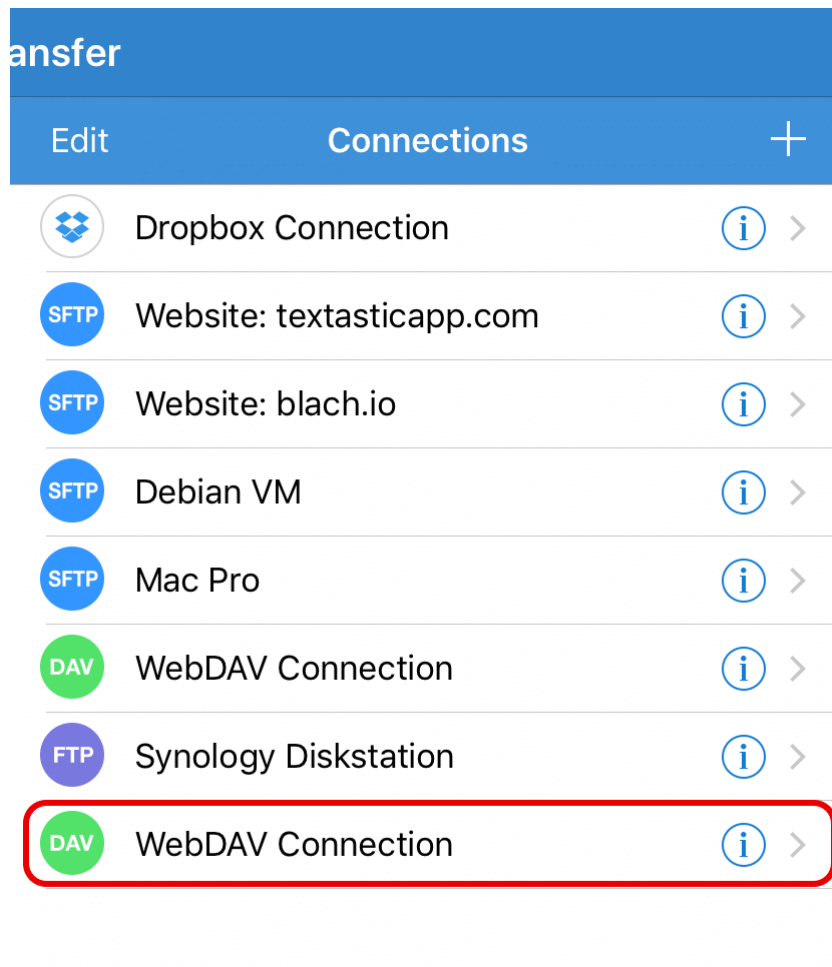 ansfer
Edit Connections +
Dropbox Connection i
SFTP Website: textasticapp.com i
SFTP Website: blach.io i
SFTP Debian VM i
SFTP Mac Pro i
DAV WebDAV Connection i
FTP Synology Diskstation i
DAV WebDAV Connection i